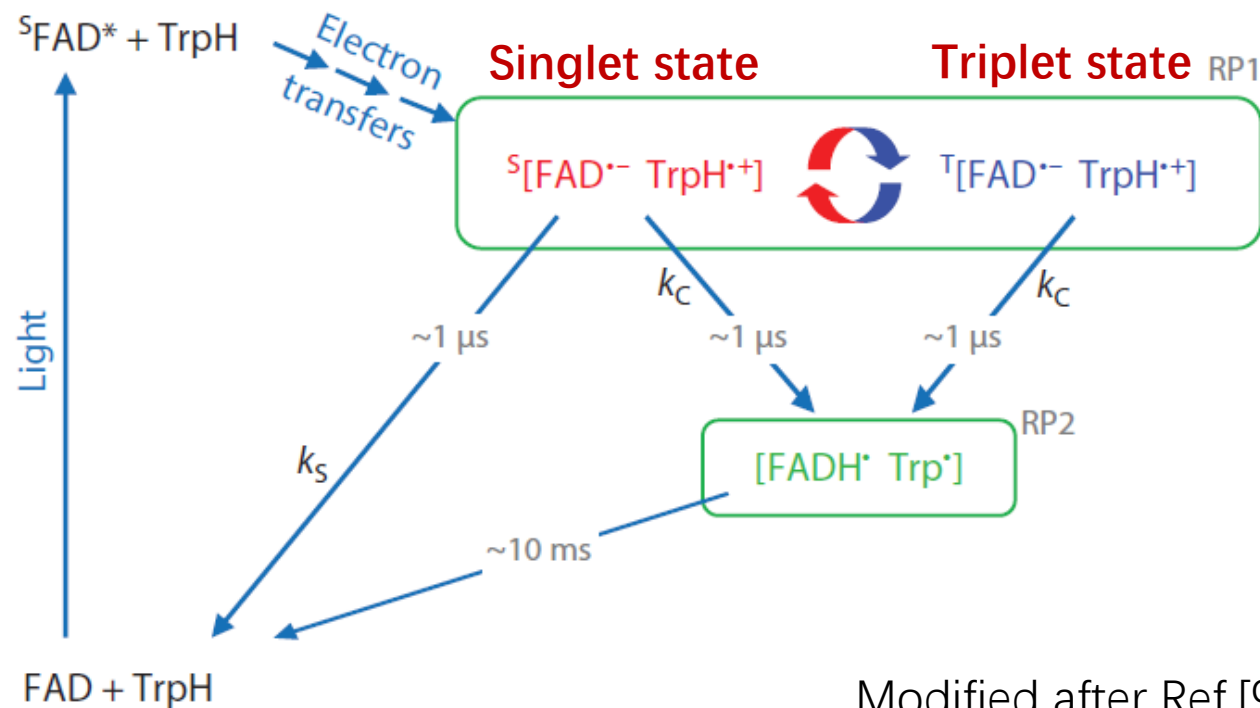 ˢFAD* + TrpH
Electron
transfers
Singlet state
Triplet state
RP1
ˢ[FAD•− TrpH•+]
ᵀ[FAD•− TrpH•+]
Light
kC
kC
~1 μs
~1 μs
~1 μs
kS
RP2
[FADH• Trp•]
~10 ms
FAD + TrpH
Modified after Ref [9